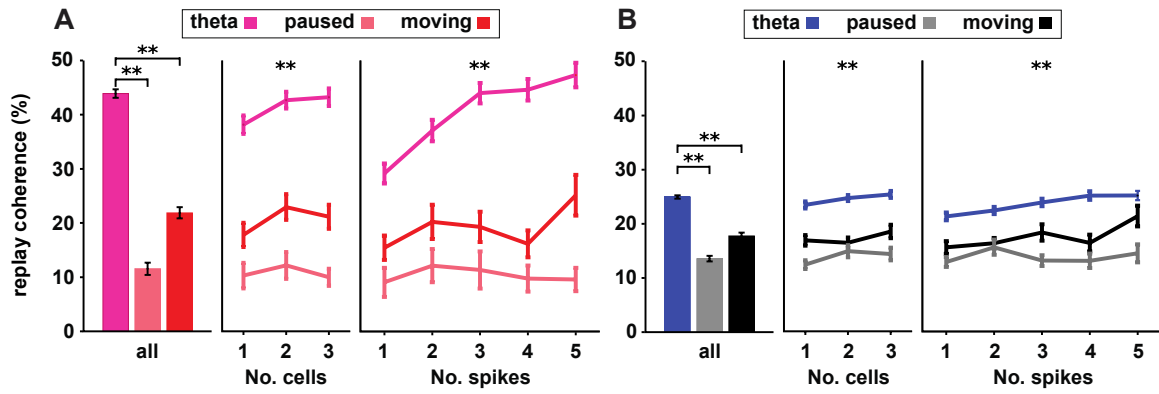 A
theta paused moving
replay coherence (%)
50
40
30
20
10
0
**
**
**
**
all
1 2 3
No. cells
1 2 3 4 5
No. spikes
B
theta paused moving
50
40
30
20
10
0
**
**
**
**
all
1 2 3
No. cells
1 2 3 4 5
No. spikes